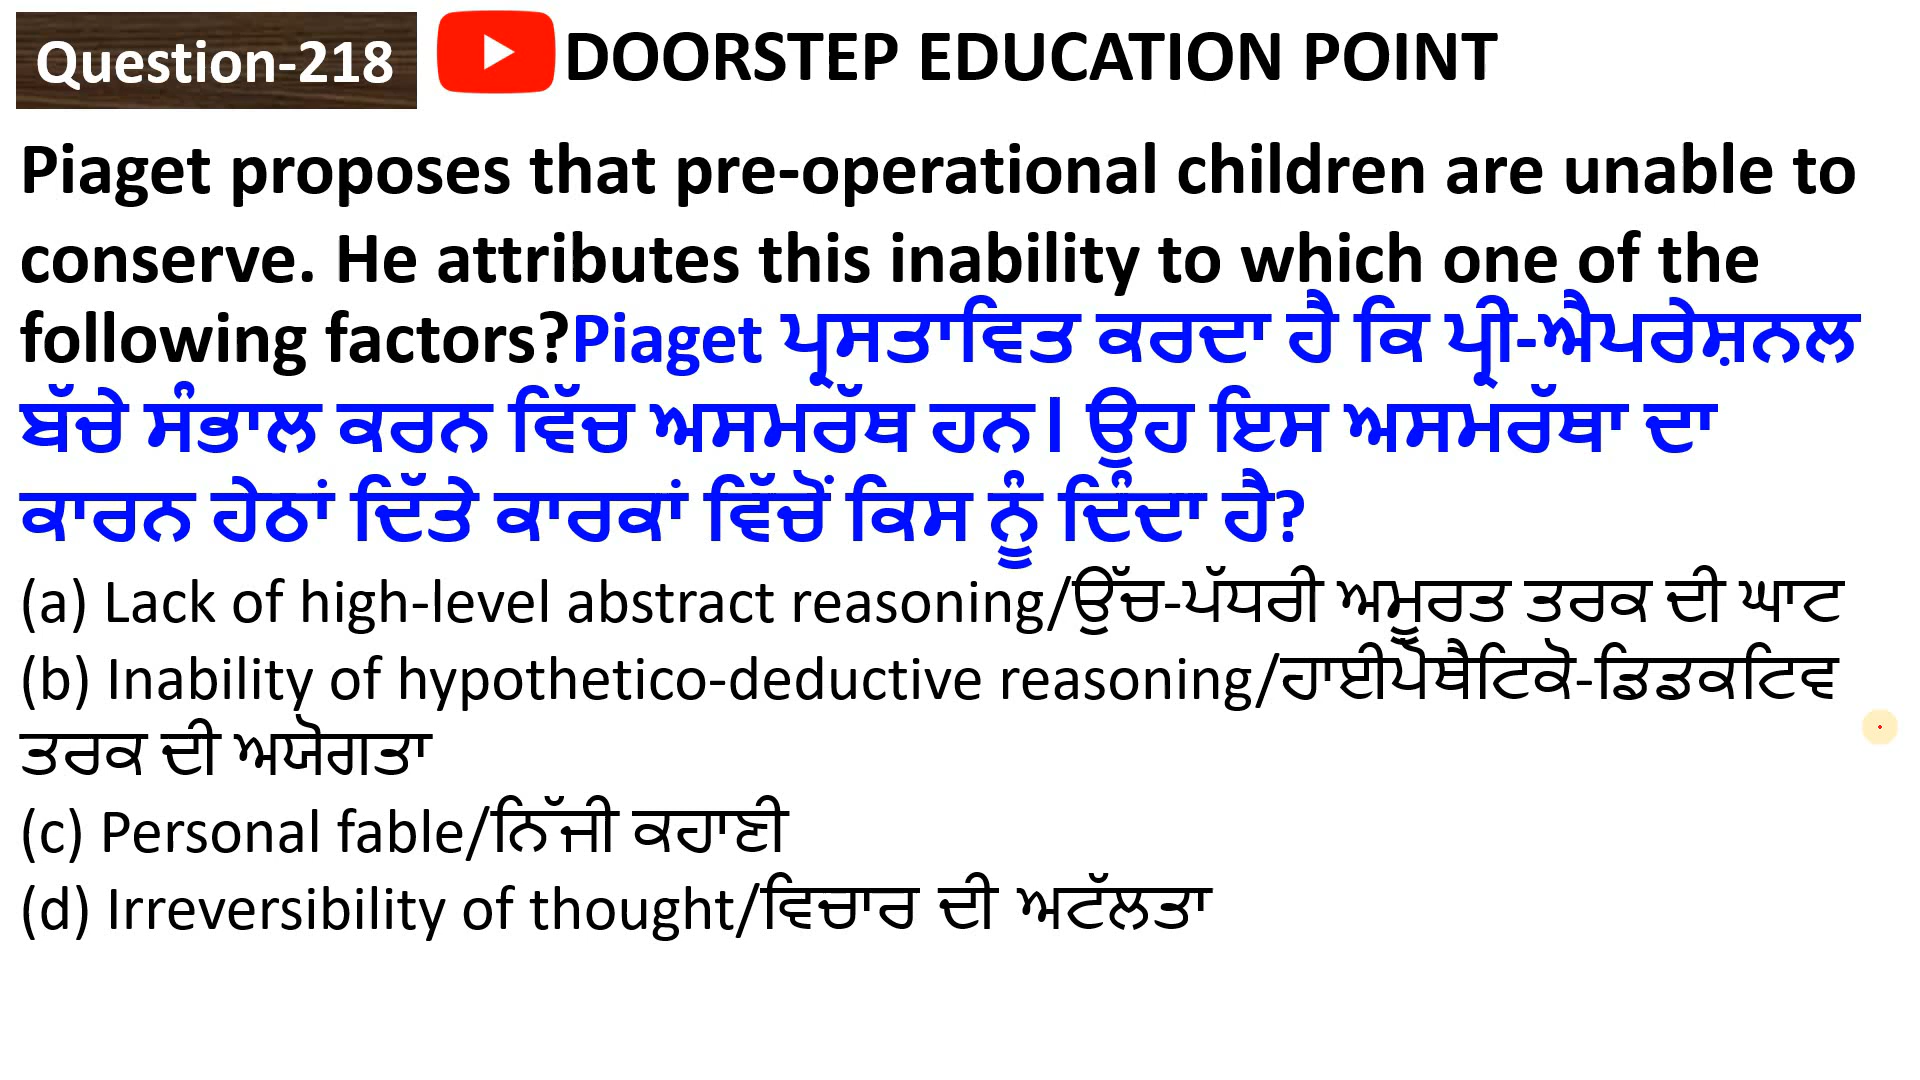 Question-218
DOORSTEP EDUCATION POINT
Piaget proposes that pre-operational children are unable to
conserve. He attributes this inability to which one of the
following factors?Piaget ਪ੍ਰਸਤਾਵਿਤ ਕਰਦਾ ਹੈ ਕਿ ਪ੍ਰੀ-ਐਪਰੇਸ਼ਨਲ
ਬੱਚੇ ਸੰਭਾਲ ਕਰਨ ਵਿੱਚ ਅਸਮਰੱਥ ਹਨ। ਉਹ ਇਸ ਅਸਮਰੱਥਾ ਦਾ
ਕਾਰਨ ਹੇਠਾਂ ਦਿੱਤੇ ਕਾਰਕਾਂ ਵਿੱਚੋਂ ਕਿਸ ਨੂੰ ਦਿੰਦਾ ਹੈ?
(a) Lack of high-level abstract reasoning/ਉੱਚ-ਪੱਧਰੀ ਅਮੂਰਤ ਤਰਕ ਦੀ ਘਾਟ
(b) Inability of hypothetico-deductive reasoning/ਹਾਈਪੋਥੈਟਿਕੋ-ਡਿਡਕਟਿਵ
ਤਰਕ ਦੀ ਅਯੋਗਤਾ
(c) Personal fable/ਨਿੱਜੀ ਕਹਾਣੀ
(d) Irreversibility of thought/ਵਿਚਾਰ ਦੀ ਅਟੱਲਤਾ